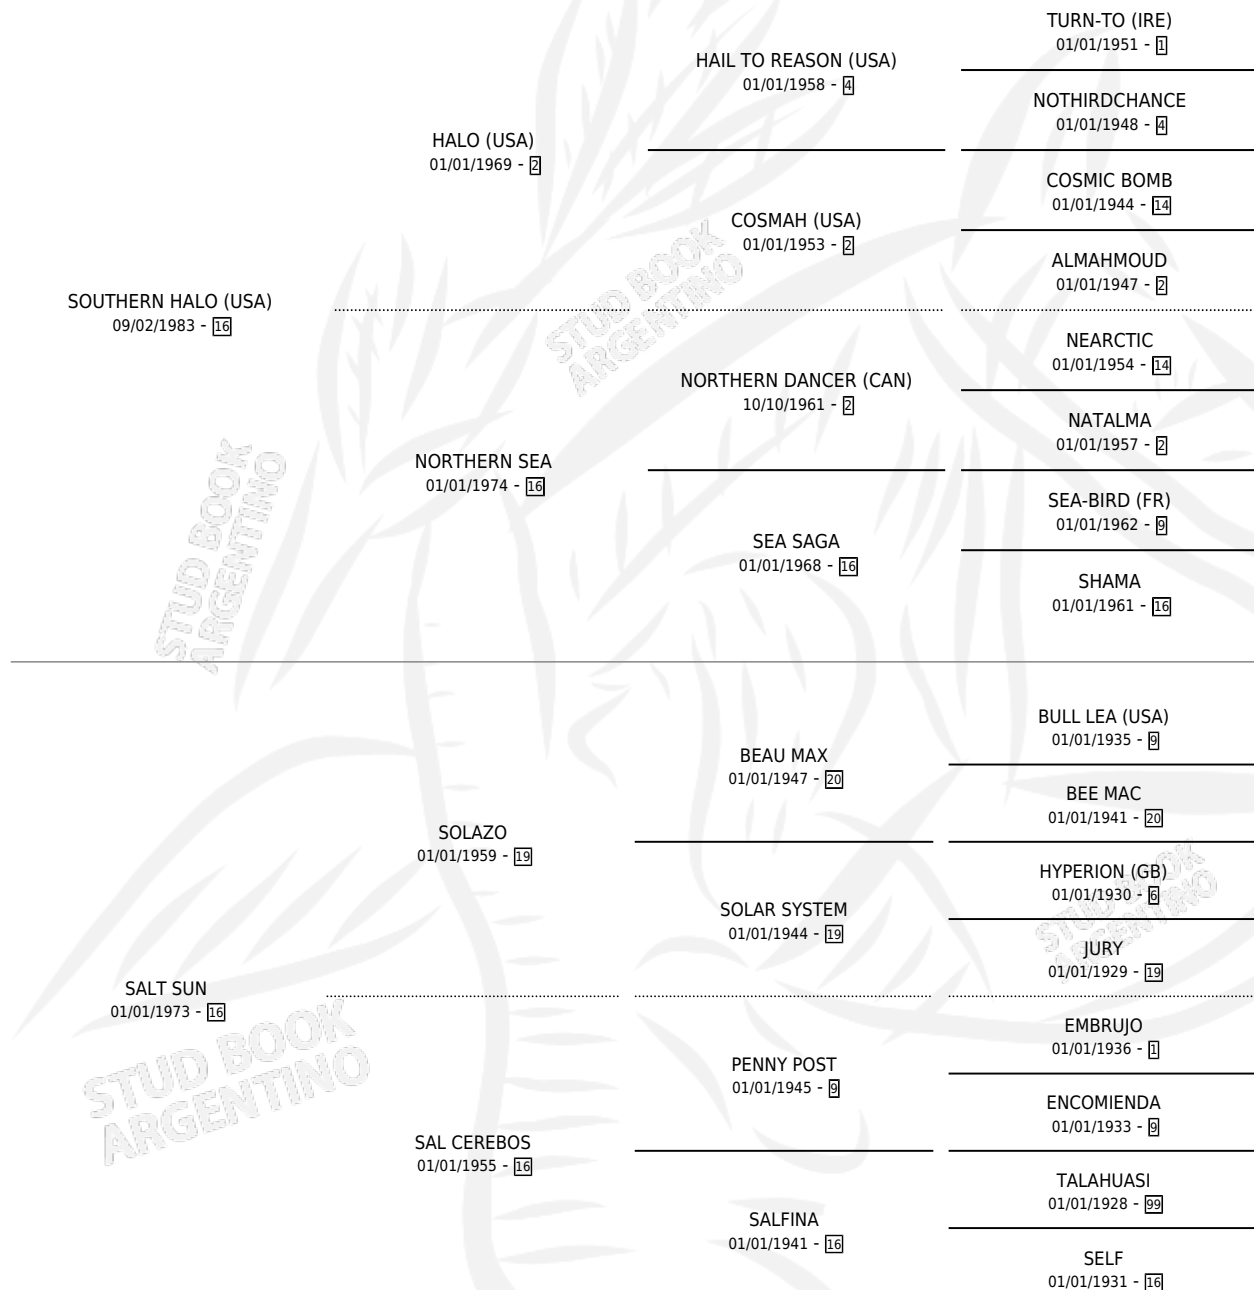 TURN-TO (IRE)
01/01/1951 - 1
HAIL TO REASON (USA)
01/01/1958 - 4
NOTHIRDCHANCE
01/01/1948 - 4
HALO (USA)
01/01/1969 - 2
COSMIC BOMB
01/01/1944 - 14
COSMAH (USA)
01/01/1953 - 2
ALMAHMOUD
01/01/1947 - 2
SOUTHERN HALO (USA)
09/02/1983 - 16
NEARCTIC
01/01/1954 - 14
NORTHERN DANCER (CAN)
10/10/1961 - 2
NATALMA
01/01/1957 - 2
NORTHERN SEA
01/01/1974 - 16
SEA-BIRD (FR)
01/01/1962 - 9
SEA SAGA
01/01/1968 - 16
SHAMA
01/01/1961 - 16
STUD BOOK
ARGENTINO
STUD BOOK
ARGENTINO
BULL LEA (USA)
01/01/1935 - 9
BEAU MAX
01/01/1947 - 20
BEE MAC
01/01/1941 - 20
SOLAZO
01/01/1959 - 19
HYPERION (GB)
01/01/1930 - 6
SOLAR SYSTEM
01/01/1944 - 19
JURY
01/01/1929 - 19
SALT SUN
01/01/1973 - 16
EMBRUJO
01/01/1936 - 1
PENNY POST
01/01/1945 - 9
ENCOMIENDA
01/01/1933 - 9
SAL CEREBOS
01/01/1955 - 16
TALAHUASI
01/01/1928 - 99
SALFINA
01/01/1941 - 16
SELF
01/01/1931 - 16
STUD BOOK
ARGENTINO
STUD BOOK
ARGENTINO